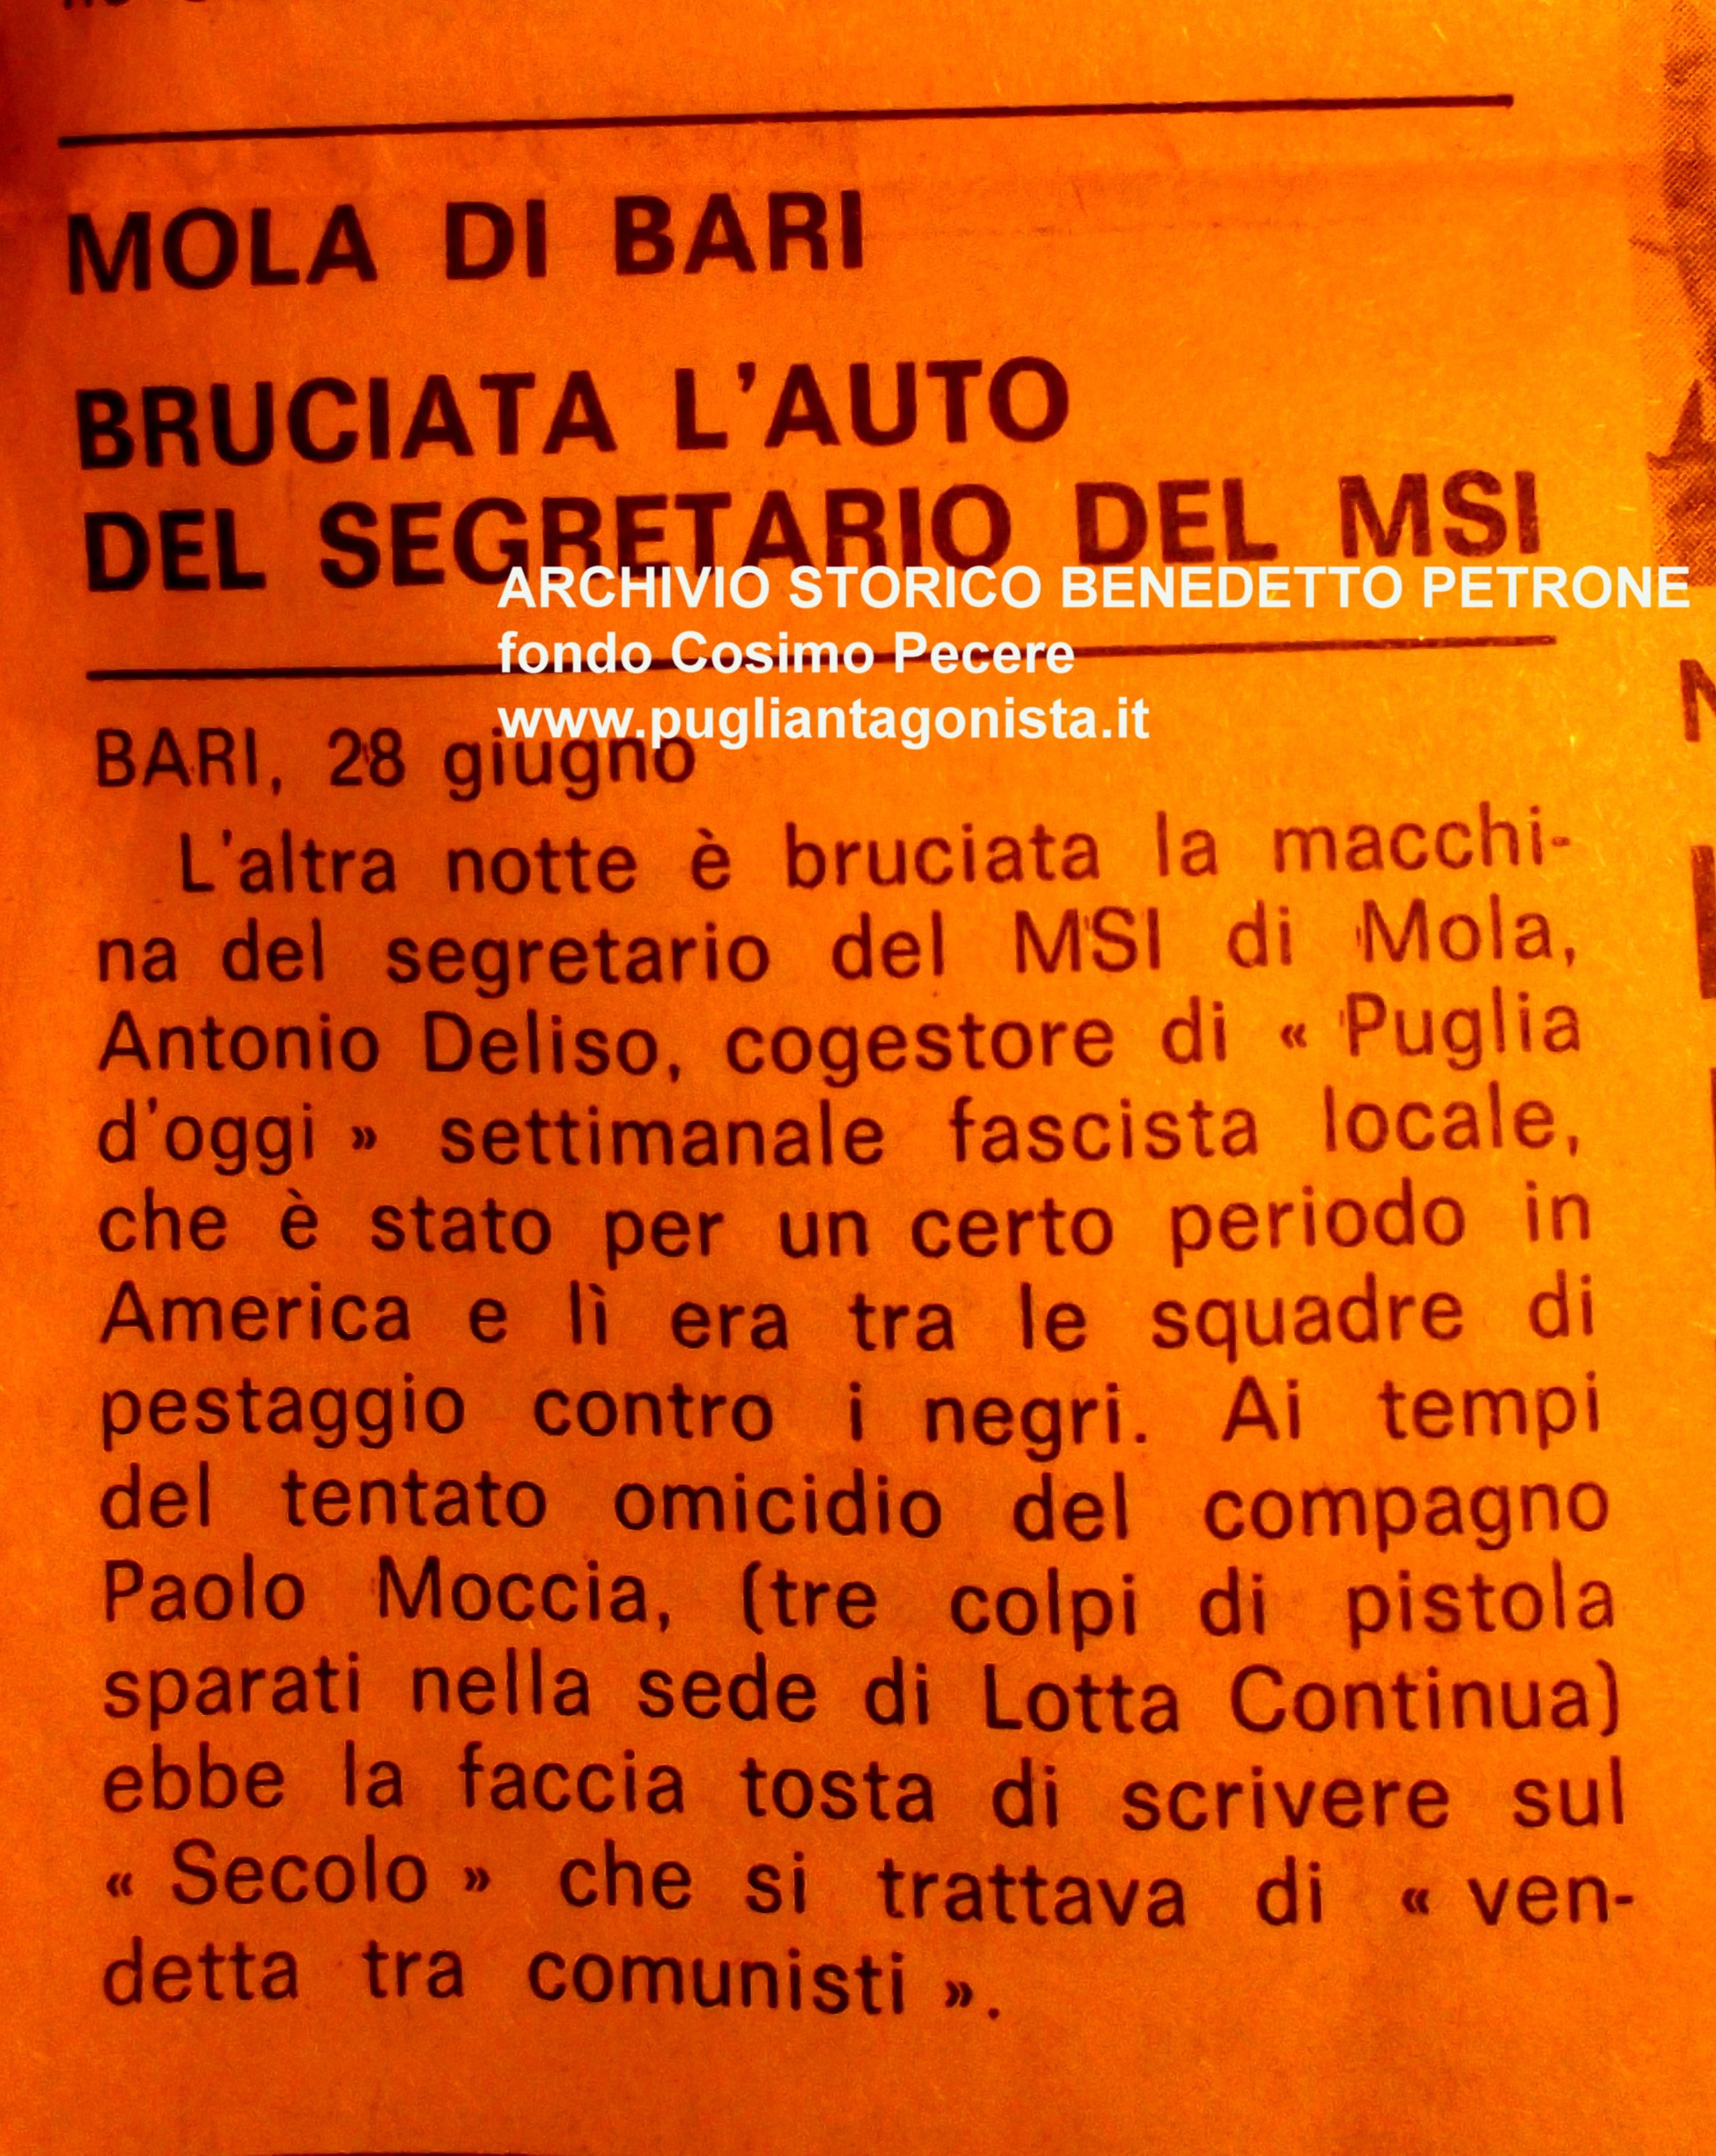 MOLA DI BARI
BRUCIATA L'AUTO
DEL SEGRETARIO DEL MSI
ARCHIVIO STORICO BENEDETTO PETRONE
fondo Cosimo Pecere
www.pugliantagonista.it
BARI, 28 giugno
L'altra notte è bruciata la macchi-
na del segretario del MSI di Mola,
Antonio Deliso, cogestore di « Puglia
d'oggi » settimanale fascista locale,
che è stato per un certo periodo in
America e lì era tra le squadre di
pestaggio contro i negri. Ai tempi
del tentato omicidio del compagno
Paolo Moccia, (tre colpi di pistola
sparati nella sede di Lotta Continua)
ebbe la faccia tosta di scrivere sul
« Secolo » che si trattava di « ven-
detta tra comunisti ».